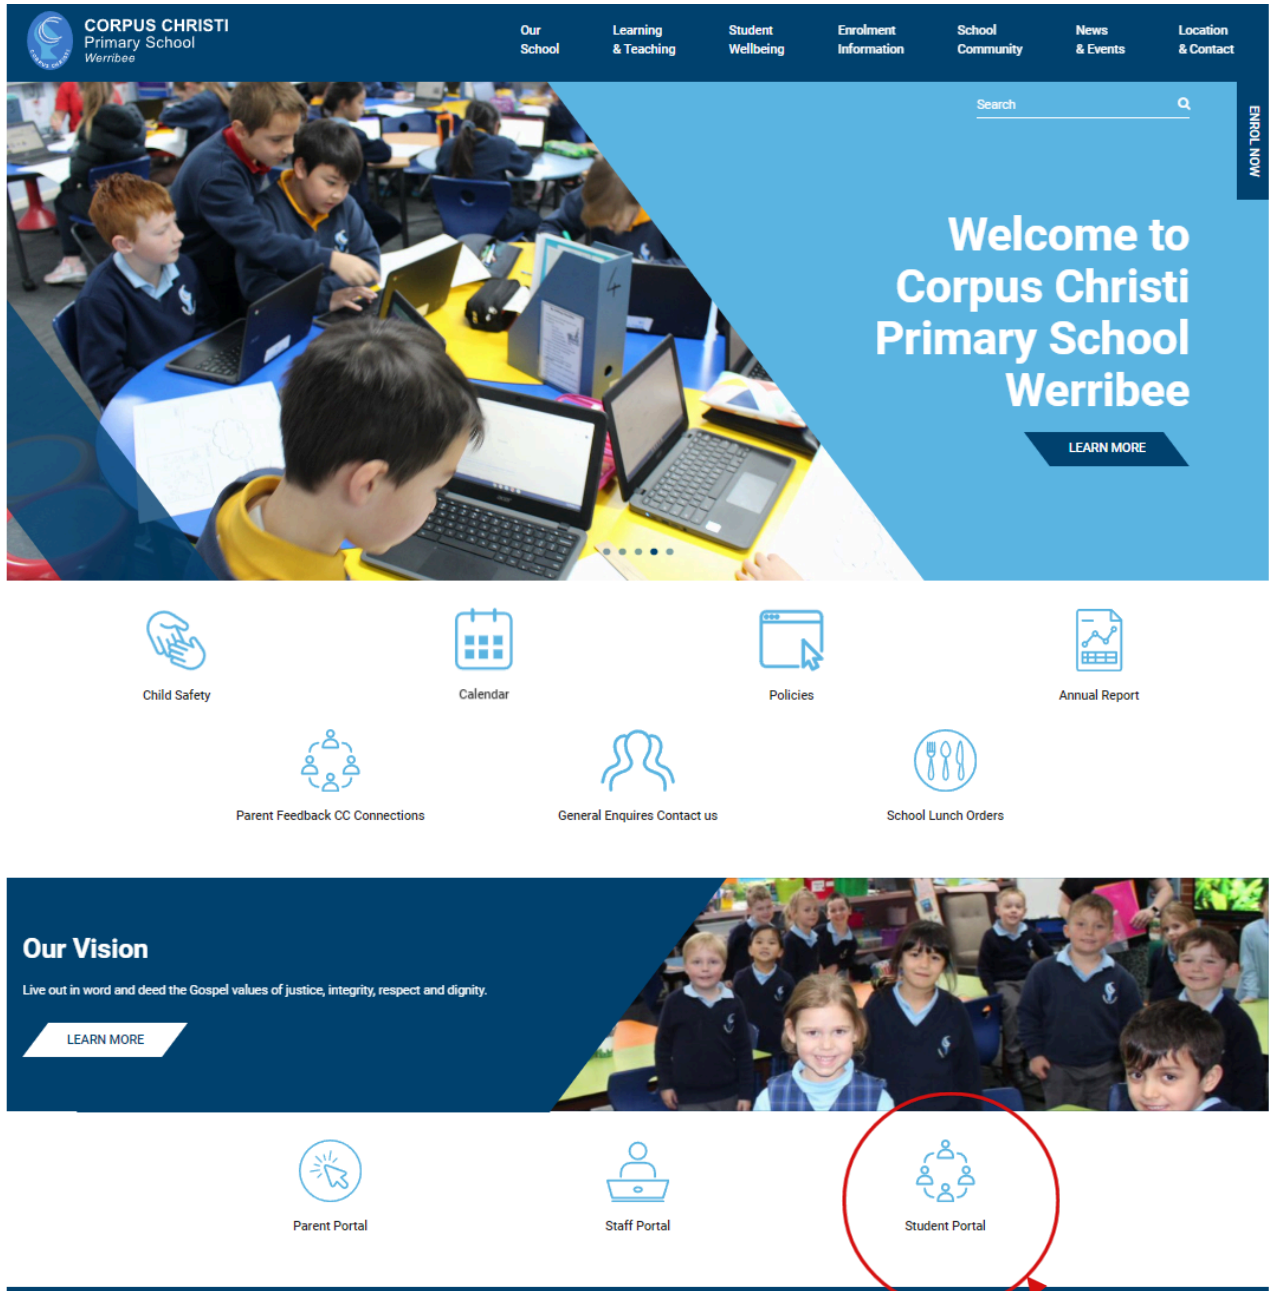 CORPUS CHRISTI
Primary School
Werribee
Our
School
Learning
& Teaching
Student
Wellbeing
Enrolment
Information
School
Community
News
& Events
Location
& Contact
Search
ENROL NOW
Welcome to
Corpus Christi
Primary School
Werribee
LEARN MORE
Child Safety
Calendar
Policies
Annual Report
Parent Feedback CC Connections
General Enquires Contact us
School Lunch Orders
Our Vision
Live out in word and deed the Gospel values of justice, integrity, respect and dignity.
LEARN MORE
Parent Portal
Staff Portal
Student Portal